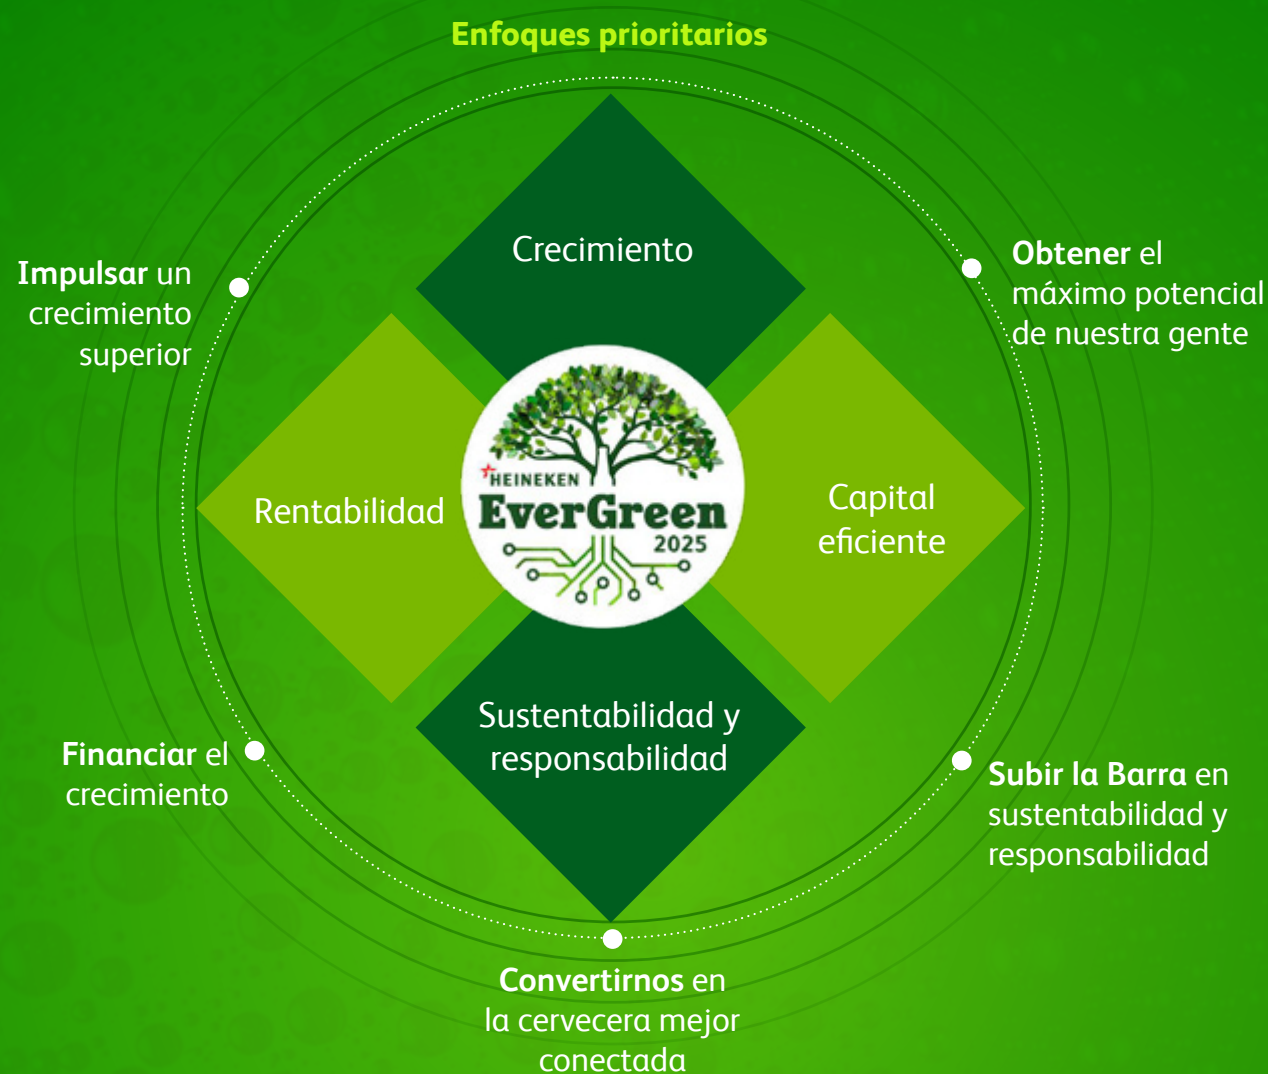 Enfoques prioritarios
Crecimiento
Impulsar un
crecimiento
superior
Obtener el
máximo potencial
de nuestra gente
Rentabilidad
HEINEKEN
EverGreen
2025
Capital
eficiente
Sustentabilidad y
responsabilidad
Financiar el
crecimiento
Subir la Barra en
sustentabilidad y
responsabilidad
Convertirnos en
la cervecera mejor
conectada